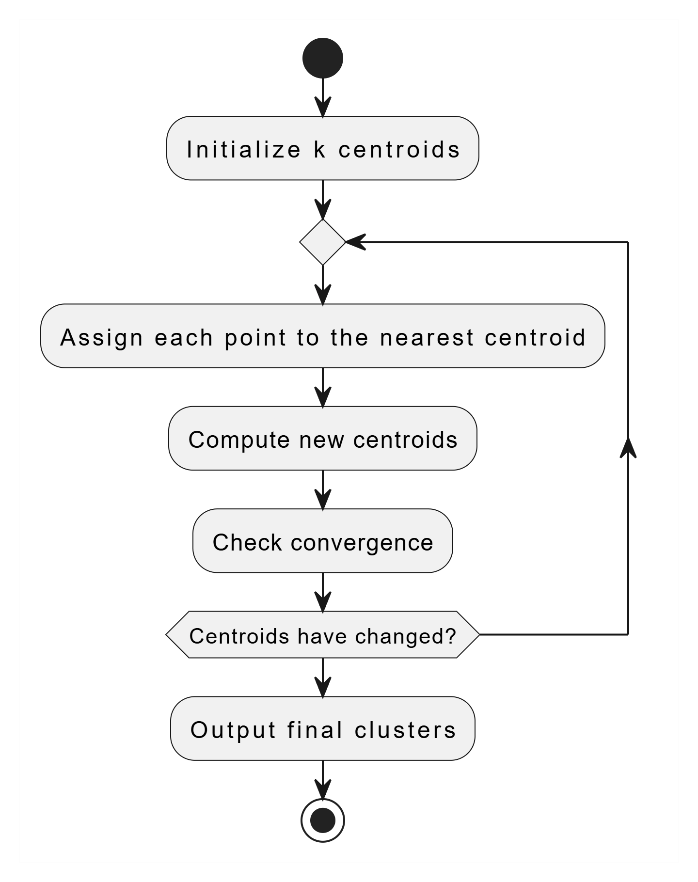 Initialize k centroids
Assign each point to the nearest centroid
Compute new centroids
Check convergence
Centroids have changed?
Output final clusters